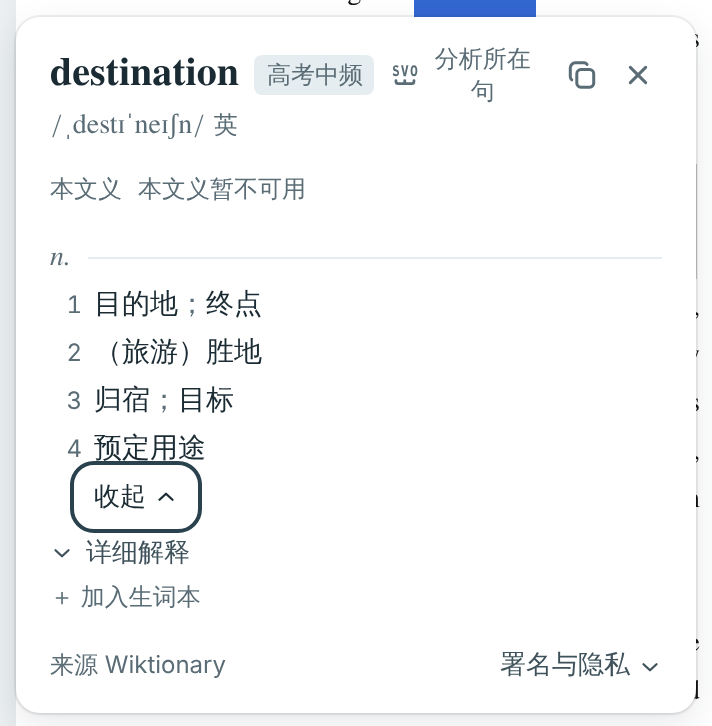 destination 高考中频 SVO 分析所在句
/ˌdestɪˈneɪʃn/ 英
本文义 本文义暂不可用
n.
1 目的地；终点
2 （旅游）胜地
3 归宿；目标
4 预定用途
收起
详细解释
+ 加入生词本
来源 Wiktionary 署名与隐私